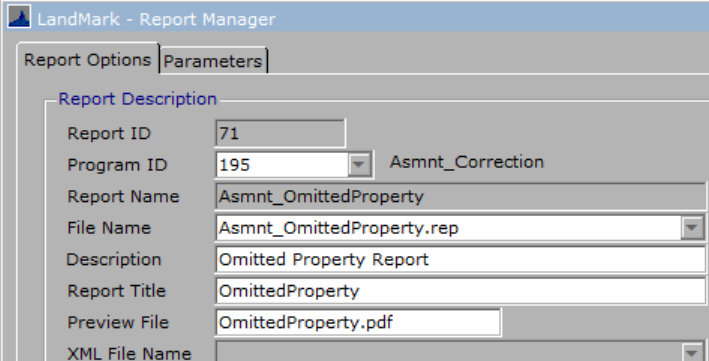 LandMark - Report Manager
Report Options Parameters
Report Description
Report ID 71
Program ID 195 Asmnt_Correction
Report Name Asmnt_OmittedProperty
File Name Asmnt_OmittedProperty.rep
Description Omitted Property Report
Report Title OmittedProperty
Preview File OmittedProperty.pdf
XML File Name